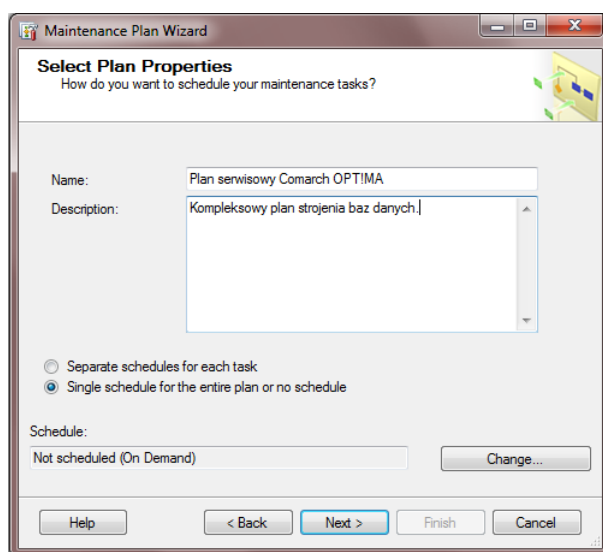 Maintenance Plan Wizard
Select Plan Properties
How do you want to schedule your maintenance tasks?
Name:
Plan serwisowy Comarch OPT!MA
Description:
Kompleksowy plan strojenia baz danych.
Separate schedules for each task
Single schedule for the entire plan or no schedule
Schedule:
Not scheduled (On Demand)
Change...
Help
< Back
Next >
Finish
Cancel